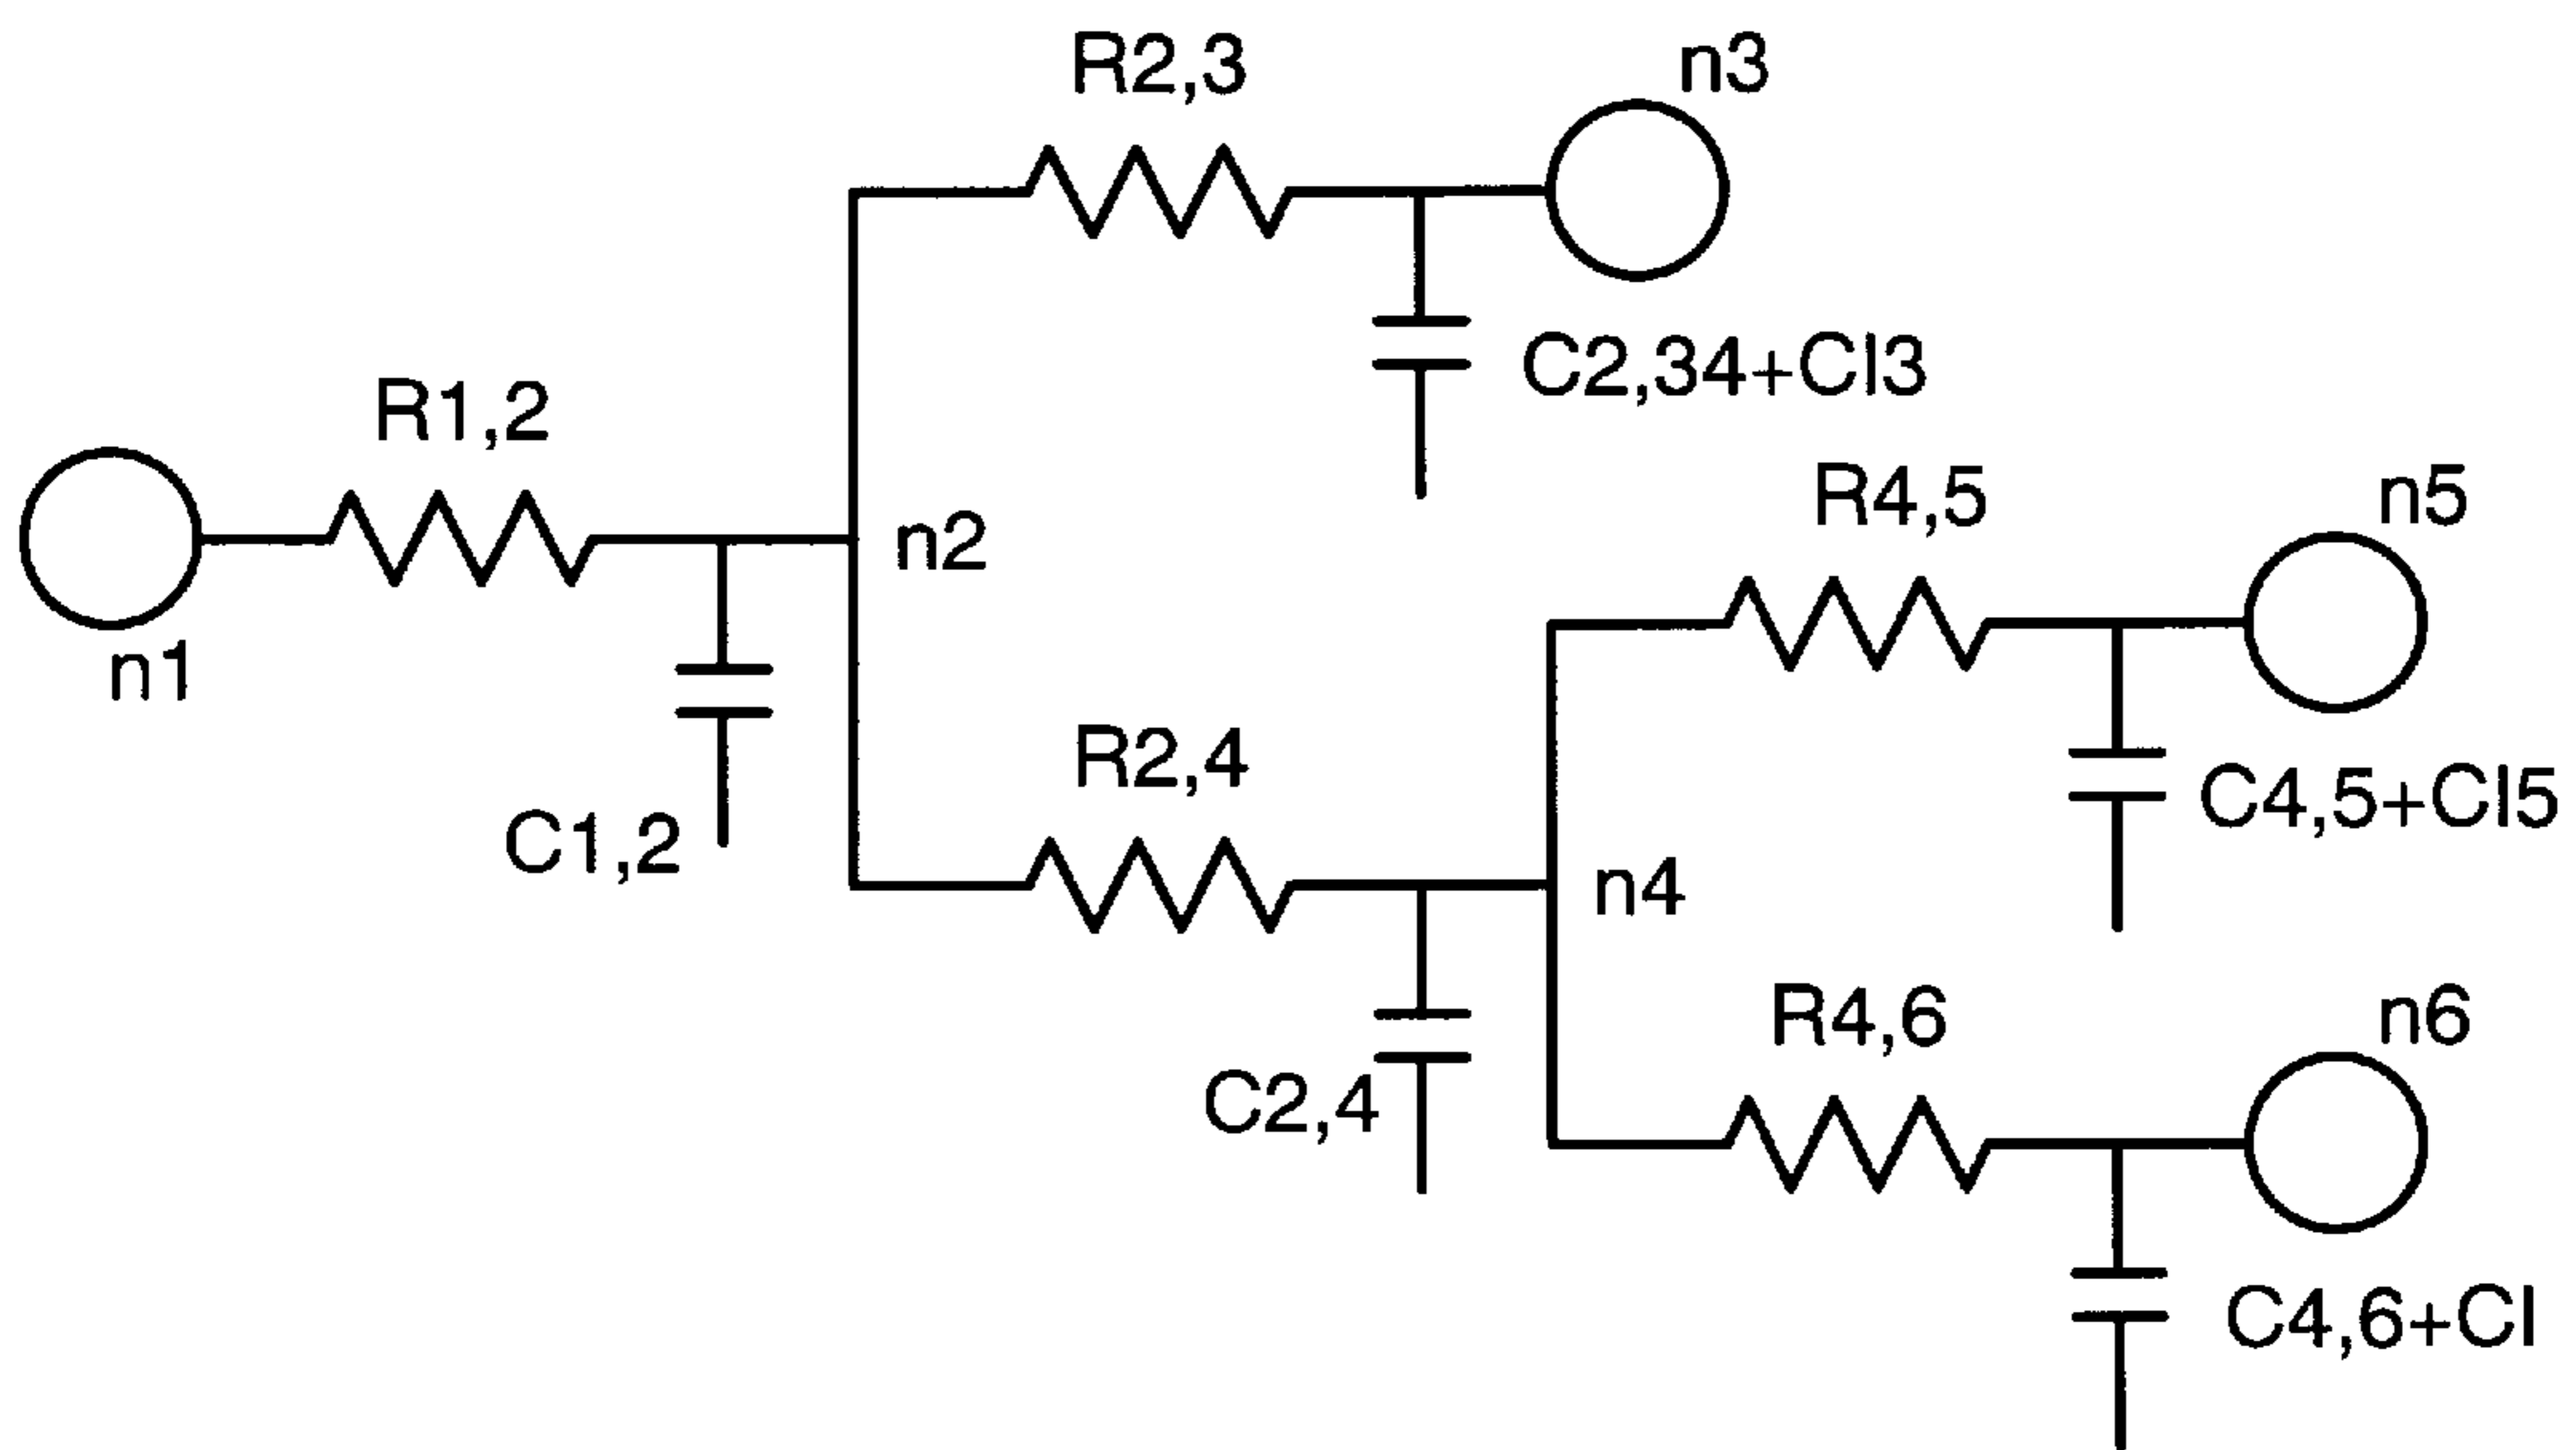 R2,3
n3
C2,34+Cl3
R1,2
n1
n2
C1,2
R4,5
n5
C4,5+Cl5
R2,4
n4
C2,4
R4,6
n6
C4,6+Cl